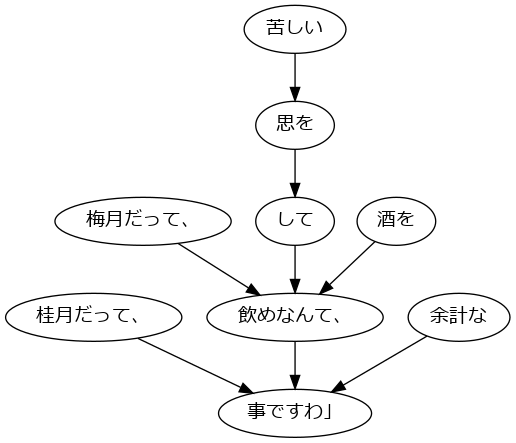 苦しい
思を
梅月だって、
して
酒を
桂月だって、
飲めなんて、
余計な
事ですわ」